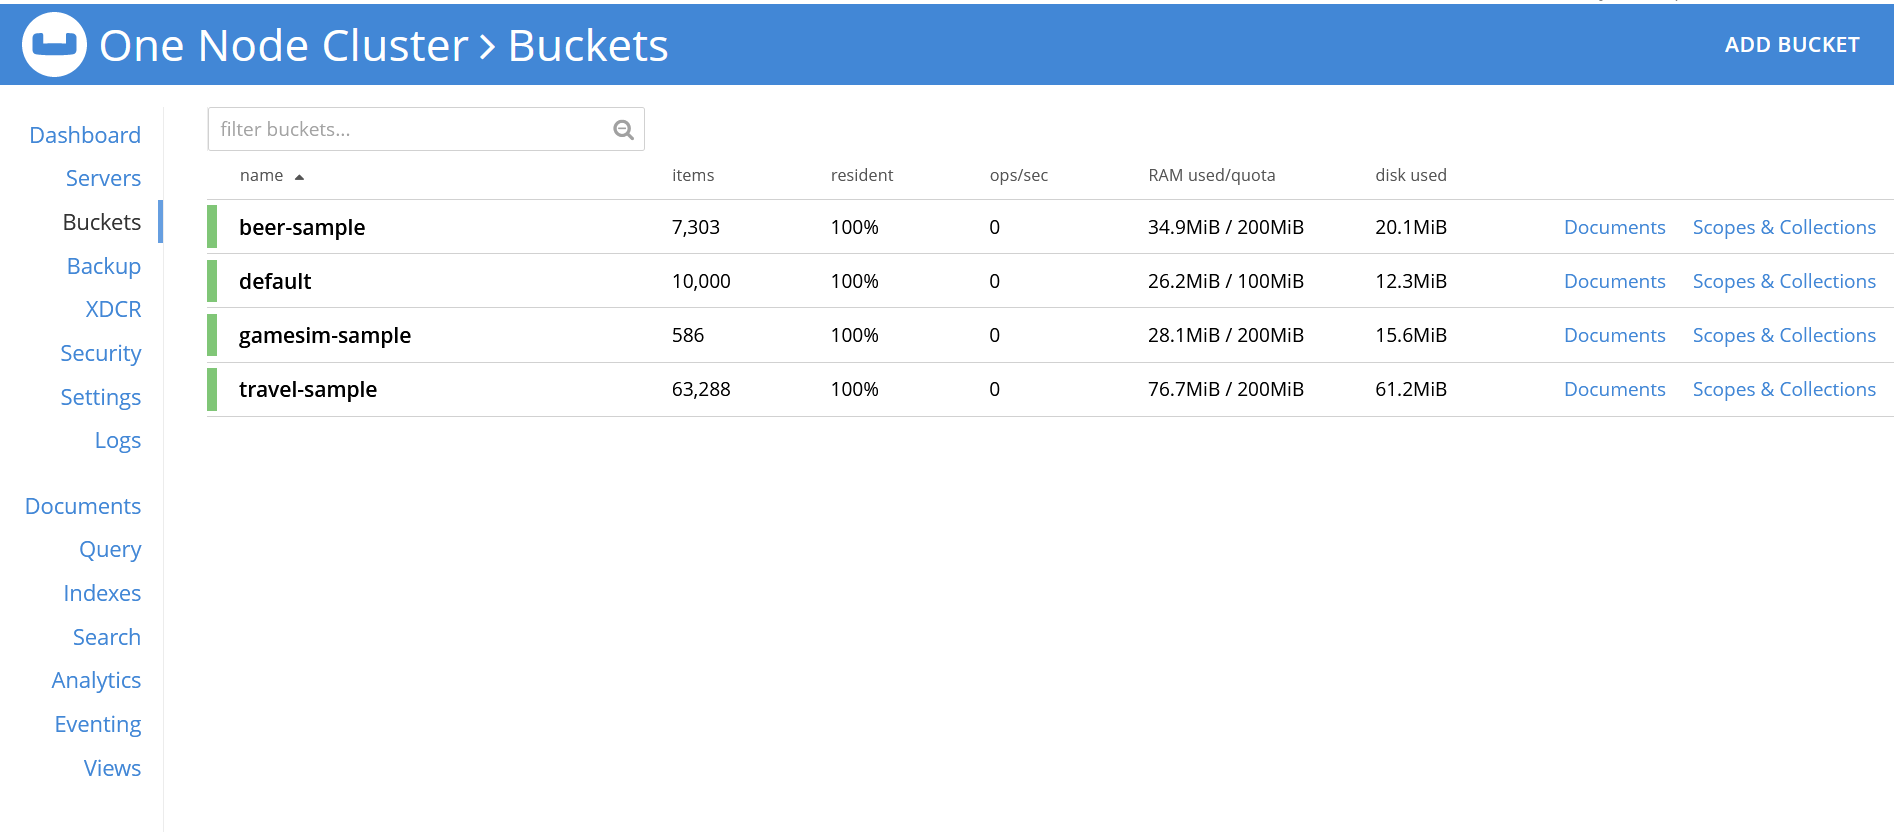 One Node Cluster > Buckets
ADD BUCKET
Dashboard
Servers
Buckets
Backup
XDCR
Security
Settings
Logs
Documents
Query
Indexes
Search
Analytics
Eventing
Views
filter buckets...
name items resident ops/sec RAM used/quota disk used
beer-sample 7,303 100% 0 34.9MiB / 200MiB 20.1MiB Documents Scopes & Collections
default 10,000 100% 0 26.2MiB / 100MiB 12.3MiB Documents Scopes & Collections
gamesim-sample 586 100% 0 28.1MiB / 200MiB 15.6MiB Documents Scopes & Collections
travel-sample 63,288 100% 0 76.7MiB / 200MiB 61.2MiB Documents Scopes & Collections